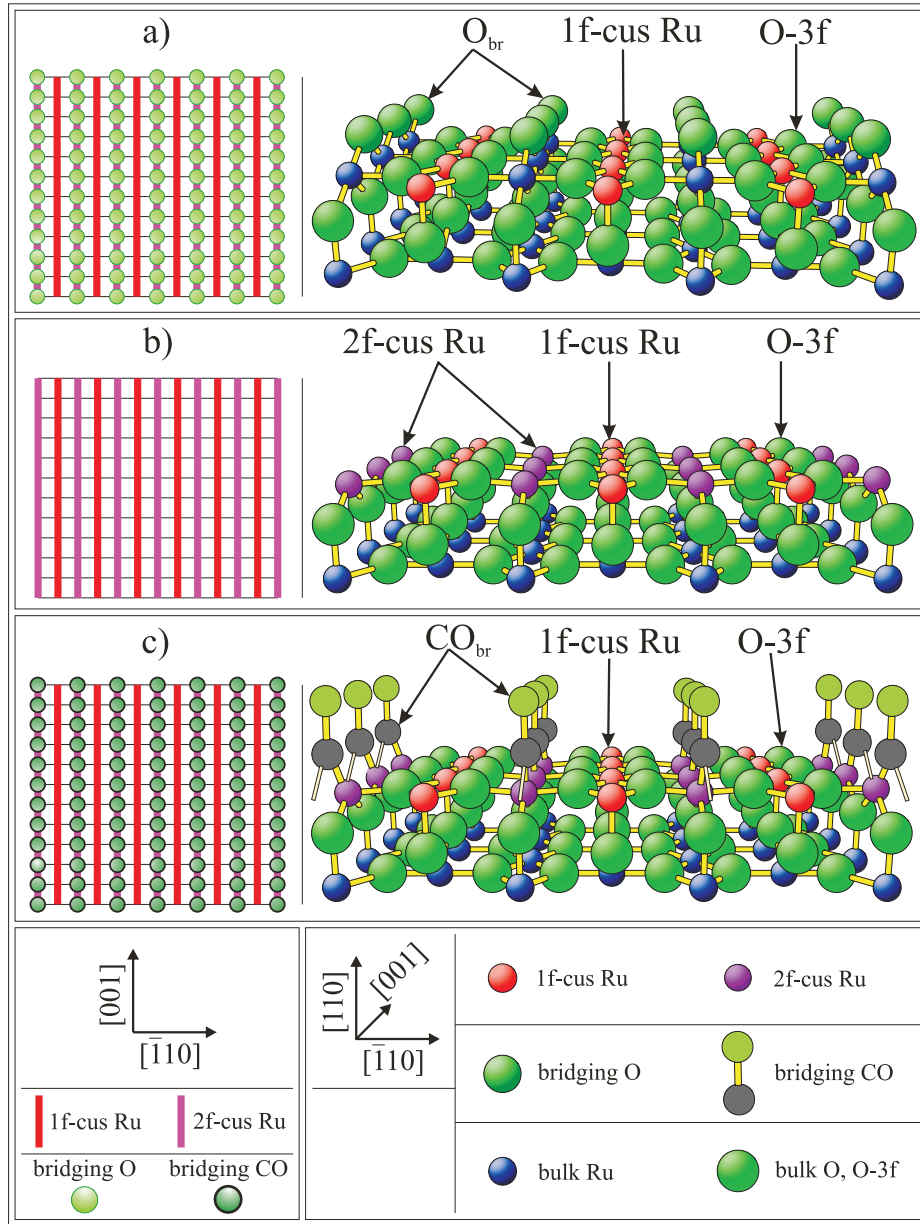 a)
O_br
1f-cus Ru
O-3f
b)
2f-cus Ru
1f-cus Ru
O-3f
c)
CO_br
1f-cus Ru
O-3f
[001]
[1̄10]
1f-cus Ru
2f-cus Ru
bridging O
bridging CO
[110]
[001]
[1̄10]
1f-cus Ru
2f-cus Ru
bridging O
bridging CO
bulk Ru
bulk O, O-3f